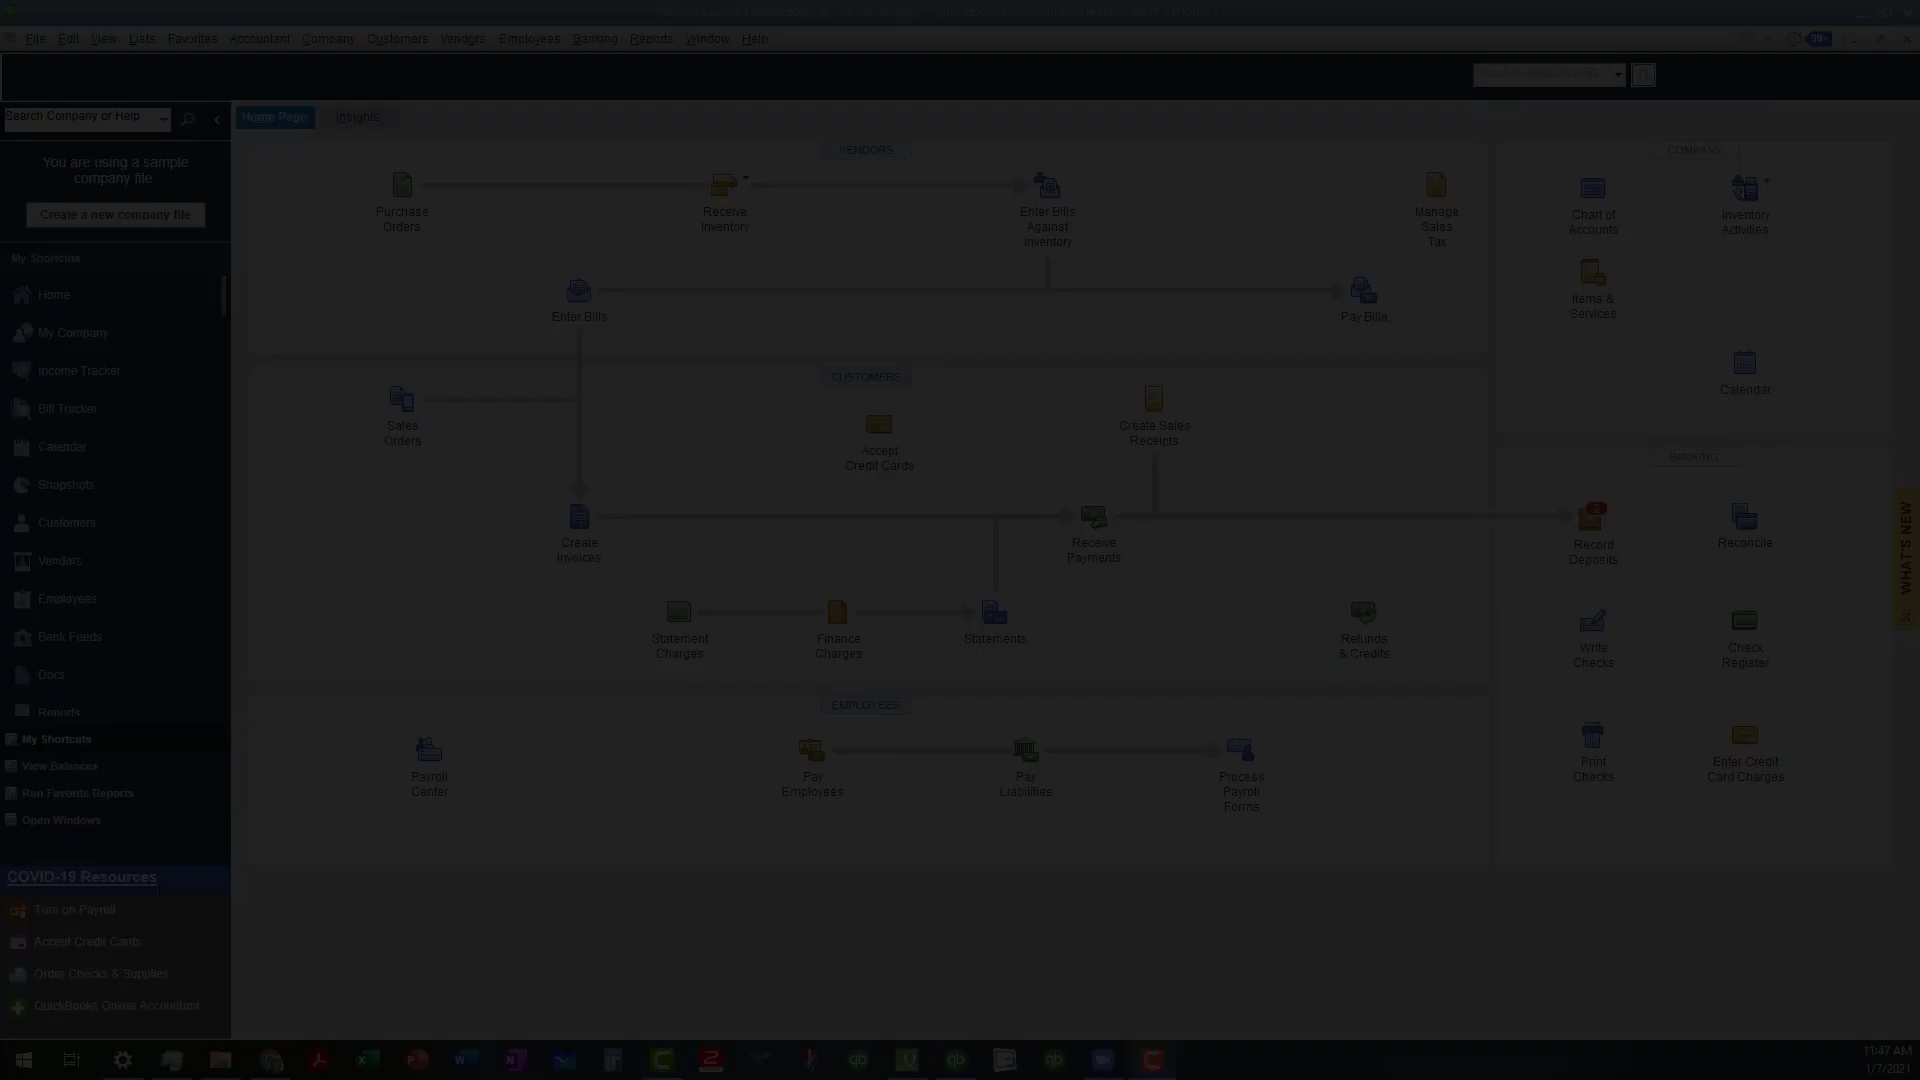 File Edit View Lists Favorites Accountant Company Customers Vendors Employees Banking Reports Window Help
99+
Search Company or Help
Home Page Insights
You are using a sample
company file
Create a new company file
My Shortcuts
Home
My Company
Income Tracker
Bill Tracker
Calendar
Snapshots
Customers
Vendors
Employees
Bank Feeds
Docs
Reports
My Shortcuts
View Balances
Run Favorite Reports
Open Windows
COVID-19 Resources
Turn on Payroll
Accept Credit Cards
Order Checks & Supplies
QuickBooks Online Accountant
VENDORS
Purchase
Orders
Receive
Inventory
Enter Bills
Against
Inventory
Manage
Sales
Tax
Enter Bills
Pay Bills
CUSTOMERS
Sales
Orders
Accept
Credit Cards
Create Sales
Receipts
Create
Invoices
Receive
Payments
Statement
Charges
Finance
Charges
Statements
Refunds
& Credits
EMPLOYEES
Payroll
Center
Pay
Employees
Pay
Liabilities
Process
Payroll
Forms
COMPANY
Chart of
Accounts
Inventory
Activities
Items &
Services
Calendar
BANKING
2
Record
Deposits
Reconcile
Write
Checks
Check
Register
Print
Checks
Enter Credit
Card Charges
WHAT'S NEW
11:47 AM
1/7/2021